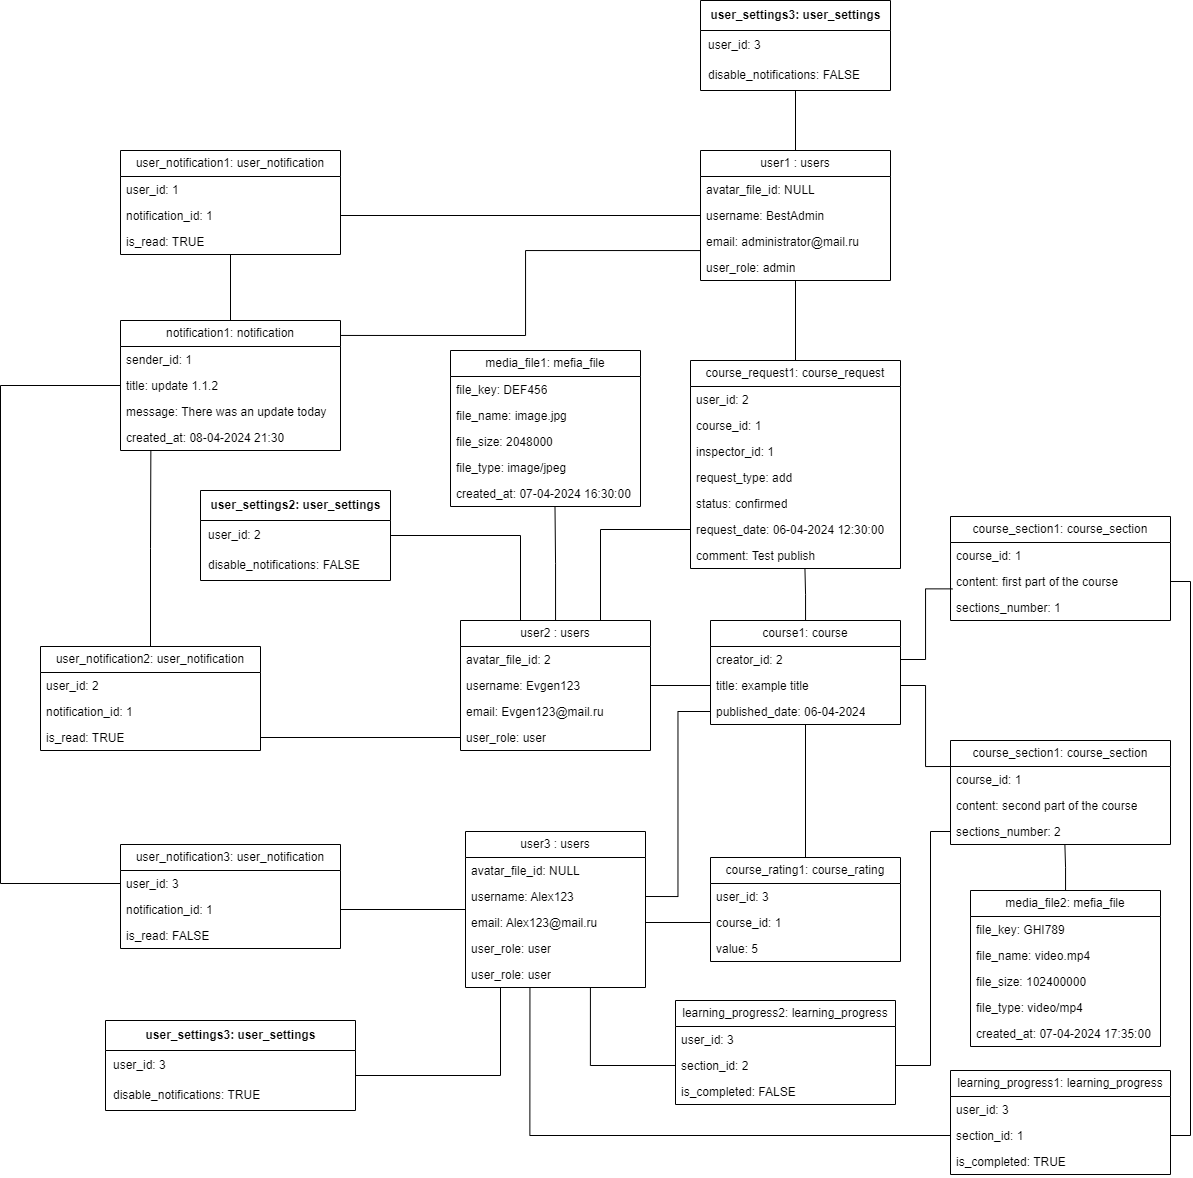 user_settings3: user_settings
user_id: 3
disable_notifications: FALSE
user_notification1: user_notification
user_id: 1
notification_id: 1
is_read: TRUE
user1 : users
avatar_file_id: NULL
username: BestAdmin
email: administrator@mail.ru
user_role: admin
notification1: notification
sender_id: 1
title: update 1.1.2
message: There was an update today
created_at: 08-04-2024 21:30
media_file1: mefia_file
file_key: DEF456
file_name: image.jpg
file_size: 2048000
file_type: image/jpeg
created_at: 07-04-2024 16:30:00
course_request1: course_request
user_id: 2
course_id: 1
inspector_id: 1
request_type: add
status: confirmed
request_date: 06-04-2024 12:30:00
comment: Test publish
user_settings2: user_settings
user_id: 2
disable_notifications: FALSE
course_section1: course_section
course_id: 1
content: first part of the course
sections_number: 1
user_notification2: user_notification
user_id: 2
notification_id: 1
is_read: TRUE
user2 : users
avatar_file_id: 2
username: Evgen123
email: Evgen123@mail.ru
user_role: user
course1: course
creator_id: 2
title: example title
published_date: 06-04-2024
course_section1: course_section
course_id: 1
content: second part of the course
sections_number: 2
user_notification3: user_notification
user_id: 3
notification_id: 1
is_read: FALSE
user3 : users
avatar_file_id: NULL
username: Alex123
email: Alex123@mail.ru
user_role: user
user_role: user
course_rating1: course_rating
user_id: 3
course_id: 1
value: 5
media_file2: mefia_file
file_key: GHI789
file_name: video.mp4
file_size: 102400000
file_type: video/mp4
created_at: 07-04-2024 17:35:00
user_settings3: user_settings
user_id: 3
disable_notifications: TRUE
learning_progress2: learning_progress
user_id: 3
section_id: 2
is_completed: FALSE
learning_progress1: learning_progress
user_id: 3
section_id: 1
is_completed: TRUE